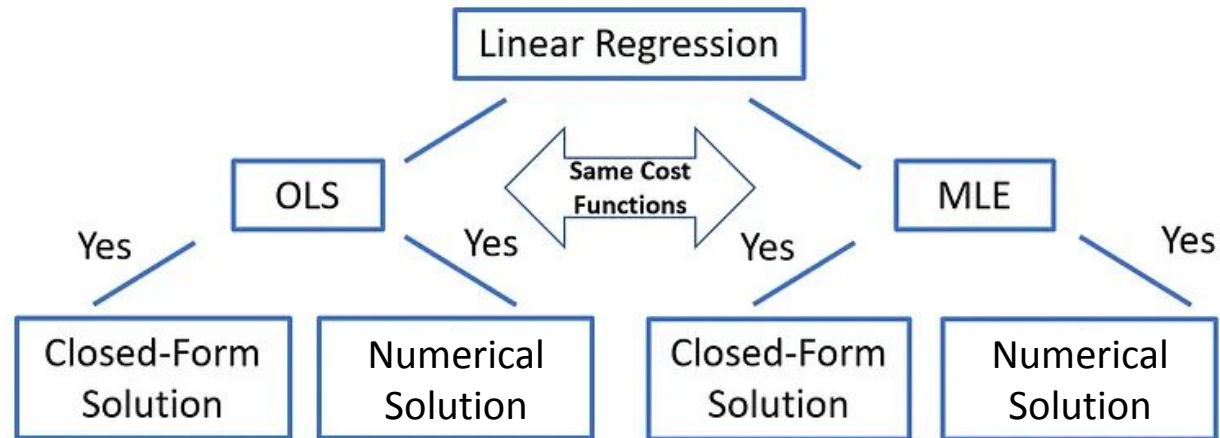 Linear Regression
Same Cost
Functions
OLS
MLE
Yes
Yes
Yes
Yes
Closed-Form
Solution
Numerical
Solution
Closed-Form
Solution
Numerical
Solution